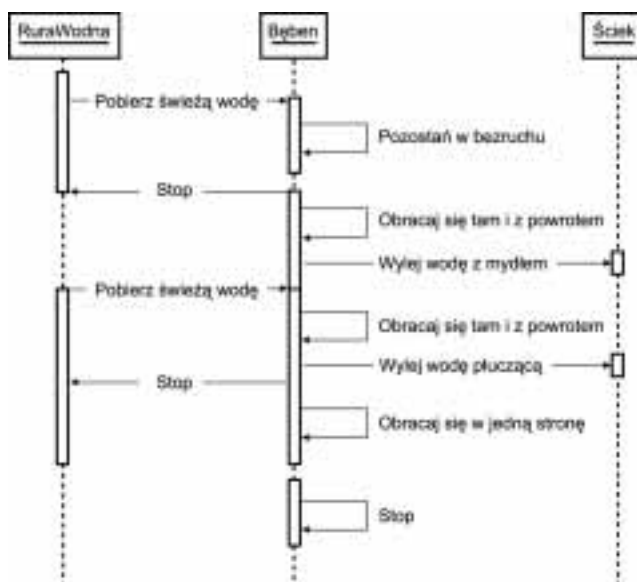 RuraWodna
Bęben
Ściek
Pobierz świeżą wodę
Pozostań w bezruchu
Stop
Obracaj się tam i z powrotem
Wylej wodę z mydłem
Pobierz świeżą wodę
Obracaj się tam i z powrotem
Wylej wodę płuczącą
Stop
Obracaj się w jedną stronę
Stop